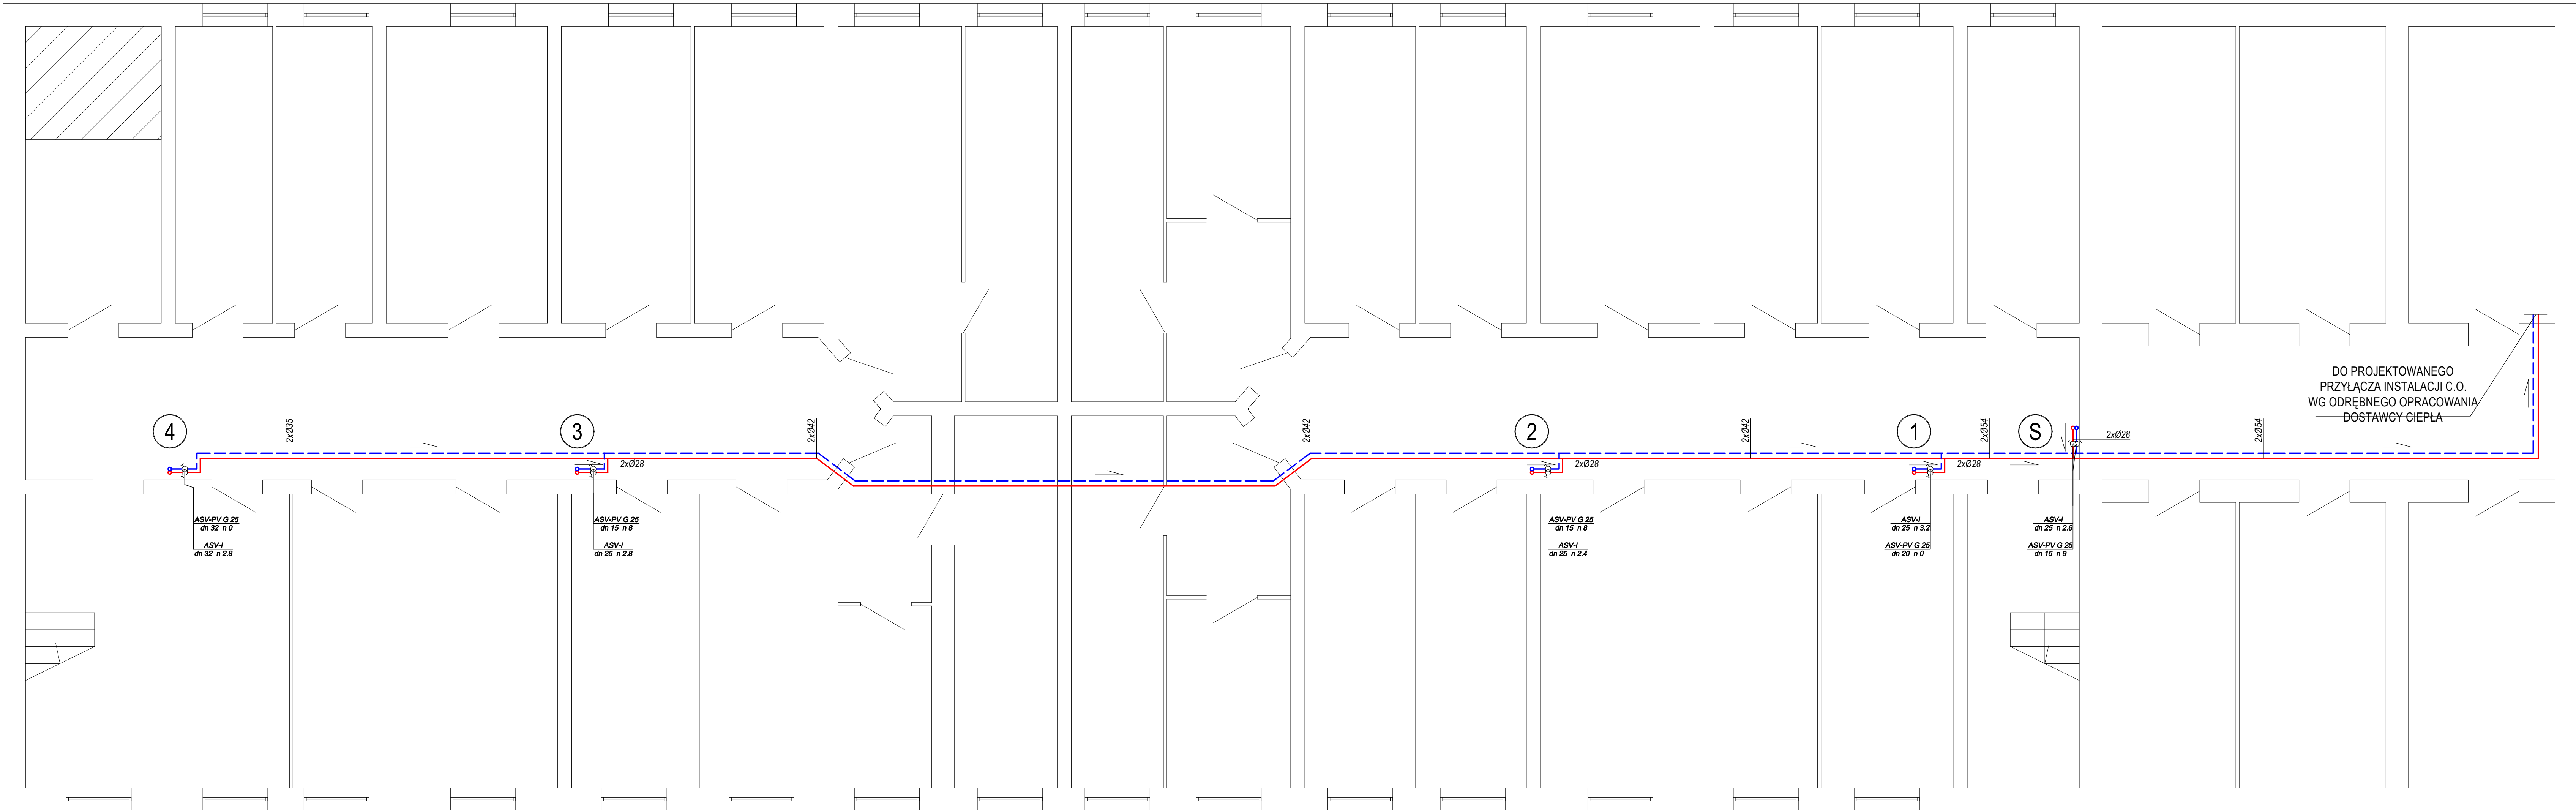 DO PROJEKTOWANEGO
PRZYŁĄCZA INSTALACJI C.O.
WG ODRĘBNEGO OPRACOWANIA
DOSTAWCY CIEPŁA
4
2xØ35
3
2xØ42
2xØ42
2
2xØ42
1
2xØ54
S
2xØ28
2xØ54
2xØ28
2xØ28
2xØ28
ASV-PV G 25
dn 32 n 0
ASV-I
dn 32 n 2.8
ASV-PV G 25
dn 15 n 8
ASV-I
dn 25 n 2.8
ASV-PV G 25
dn 15 n 8
ASV-I
dn 25 n 2.4
ASV-I
dn 25 n 3.2
ASV-PV G 25
dn 20 n 0
ASV-I
dn 25 n 2.6
ASV-PV G 25
dn 15 n 9